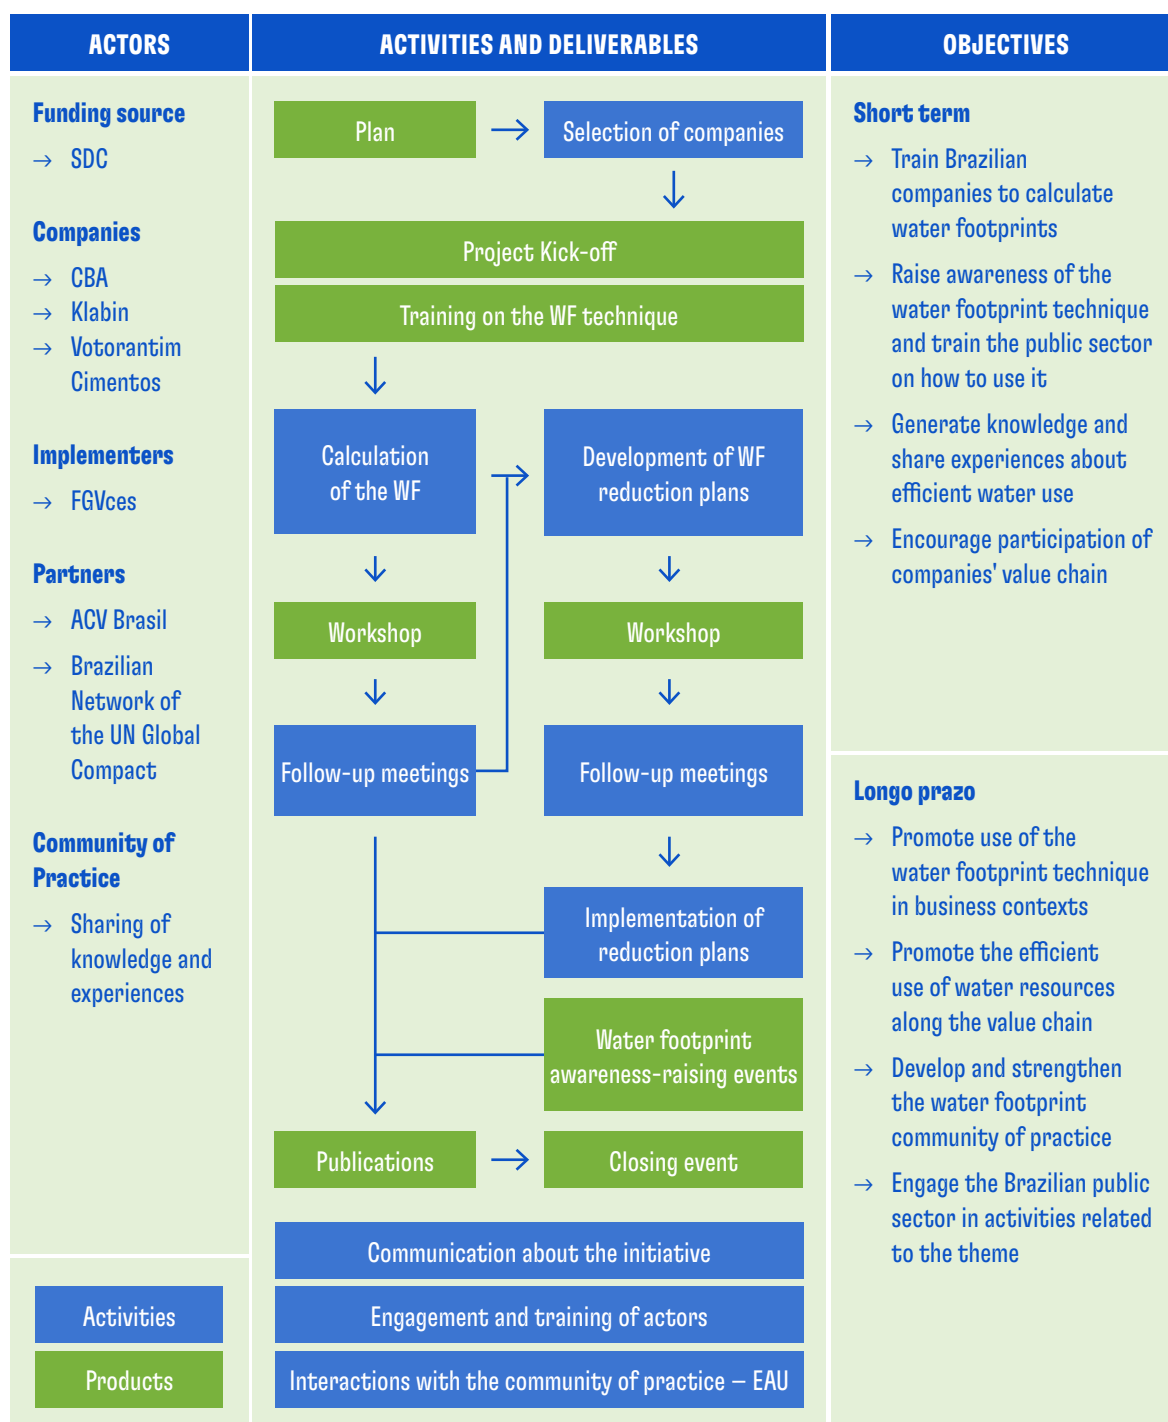 ACTORS
Funding source
→ SDC
Companies
→ CBA
→ Klabin
→ Votorantim
Cimentos
Implementers
→ FGVces
Partners
→ ACV Brasil
→ Brazilian
Network of
the UN Global
Compact
Community of
Practice
→ Sharing of
knowledge and
experiences
Activities
Products
ACTIVITIES AND DELIVERABLES
Plan
Selection of companies
Project Kick-off
Training on the WF technique
Calculation
of the WF
Development of WF
reduction plans
Workshop
Workshop
Follow-up meetings
Follow-up meetings
Implementation of
reduction plans
Water footprint
awareness-raising events
Publications
Closing event
Communication about the initiative
Engagement and training of actors
Interactions with the community of practice – EAU
OBJECTIVES
Short term
→ Train Brazilian
companies to calculate
water footprints
→ Raise awareness of the
water footprint technique
and train the public sector
on how to use it
→ Generate knowledge and
share experiences about
efficient water use
→ Encourage participation of
companies' value chain
Longo prazo
→ Promote use of the
water footprint technique
in business contexts
→ Promote the efficient
use of water resources
along the value chain
→ Develop and strengthen
the water footprint
community of practice
→ Engage the Brazilian public
sector in activities related
to the theme